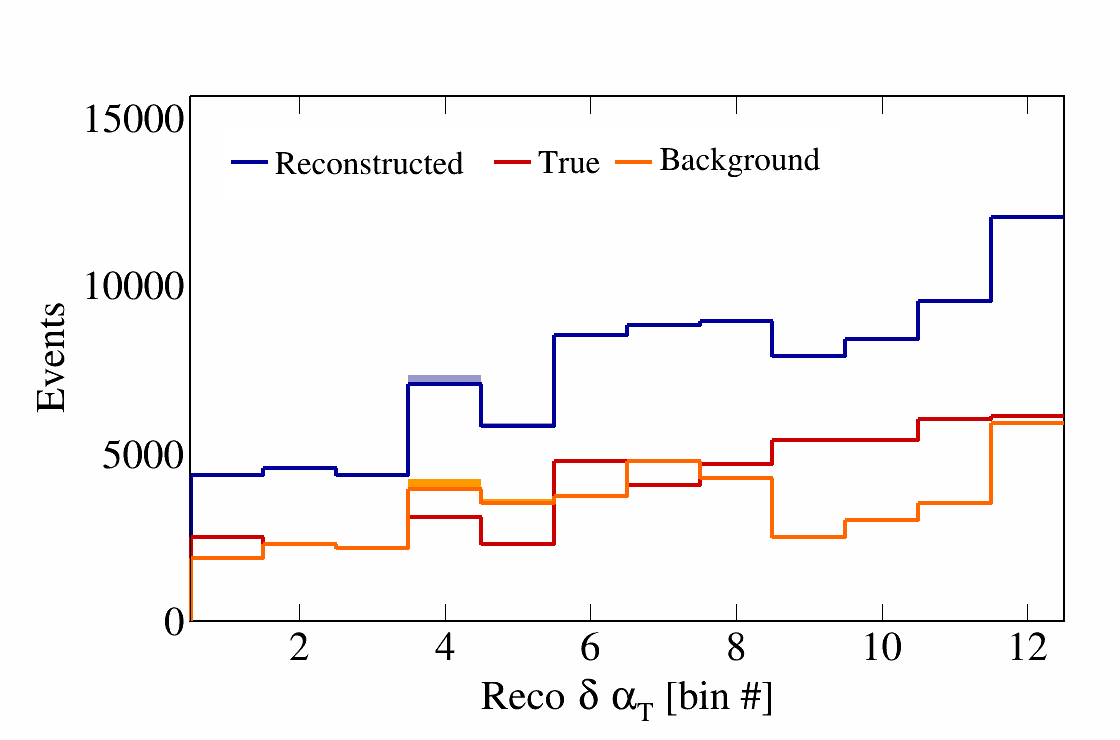 15000
Reconstructed True Background
10000
Events
5000
0
2 4 6 8 10 12
Reco δ α_T [bin #]